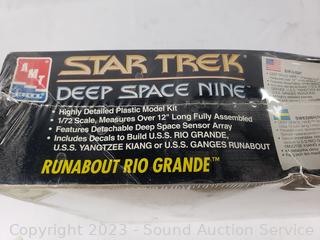 AMT
ERTL
STAR TREK
DEEP SPACE NINE™
• Highly Detailed Plastic Model Kit
• 1/72 Scale, Measures Over 12" Long Fully Assembled
• Features Detachable Deep Space Sensor Array
• Includes Decals to Build U.S.S. RIO GRANDE,
U.S.S. YANGTZEE KIANG or U.S.S. GANGES RUNABOUT
RUNABOUT RIO GRANDE™
Copyright 2023 - Sound Auction Service